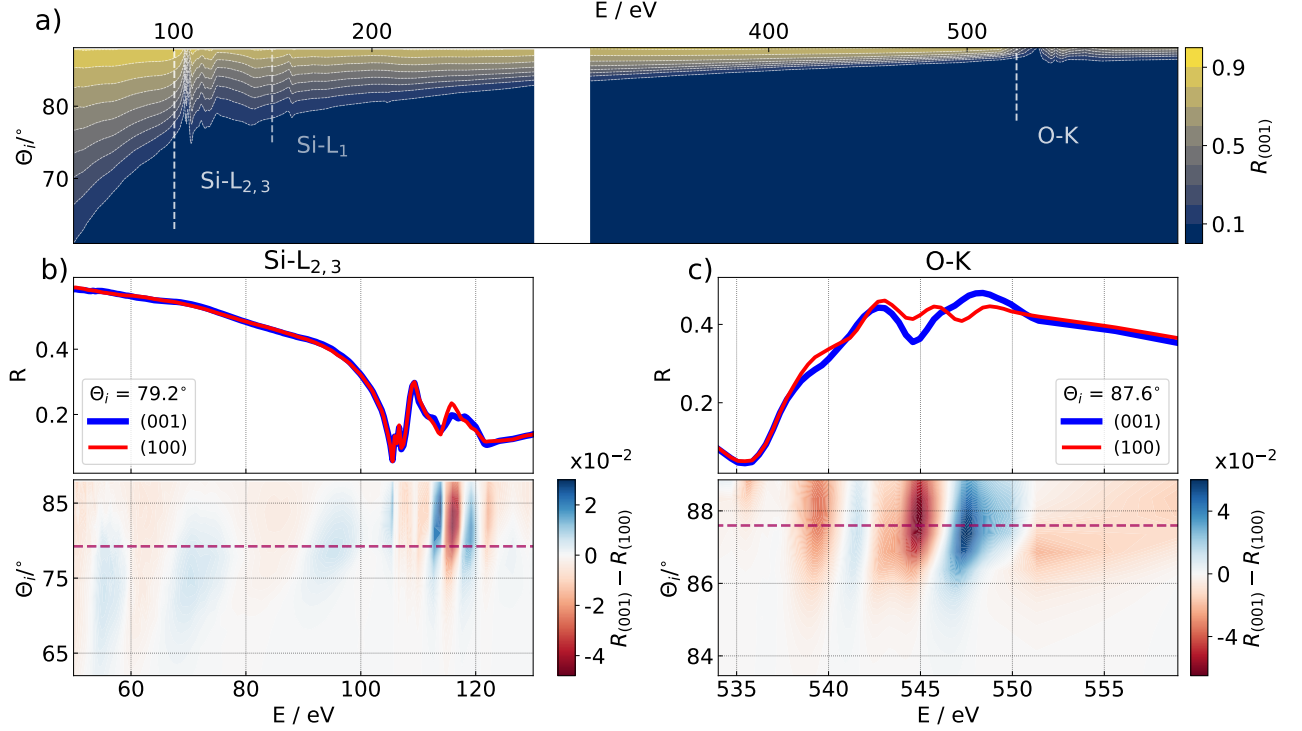 a)
E / eV
100 200 400 500
80
70
Θi/°
Si-L2, 3
Si-L1
O-K
0.9
0.5
0.1
R(001)
b)
Si-L2, 3
0.4
0.2
R
Θi = 79.2°
(001)
(100)
x10−2
85
75
65
Θi/°
60 80 100 120
E / eV
2
0
-2
-4
R(001) − R(100)
c)
O-K
0.4
0.2
R
Θi = 87.6°
(001)
(100)
x10−2
88
86
84
Θi/°
535 540 545 550 555
E / eV
4
0
-4
R(001) − R(100)